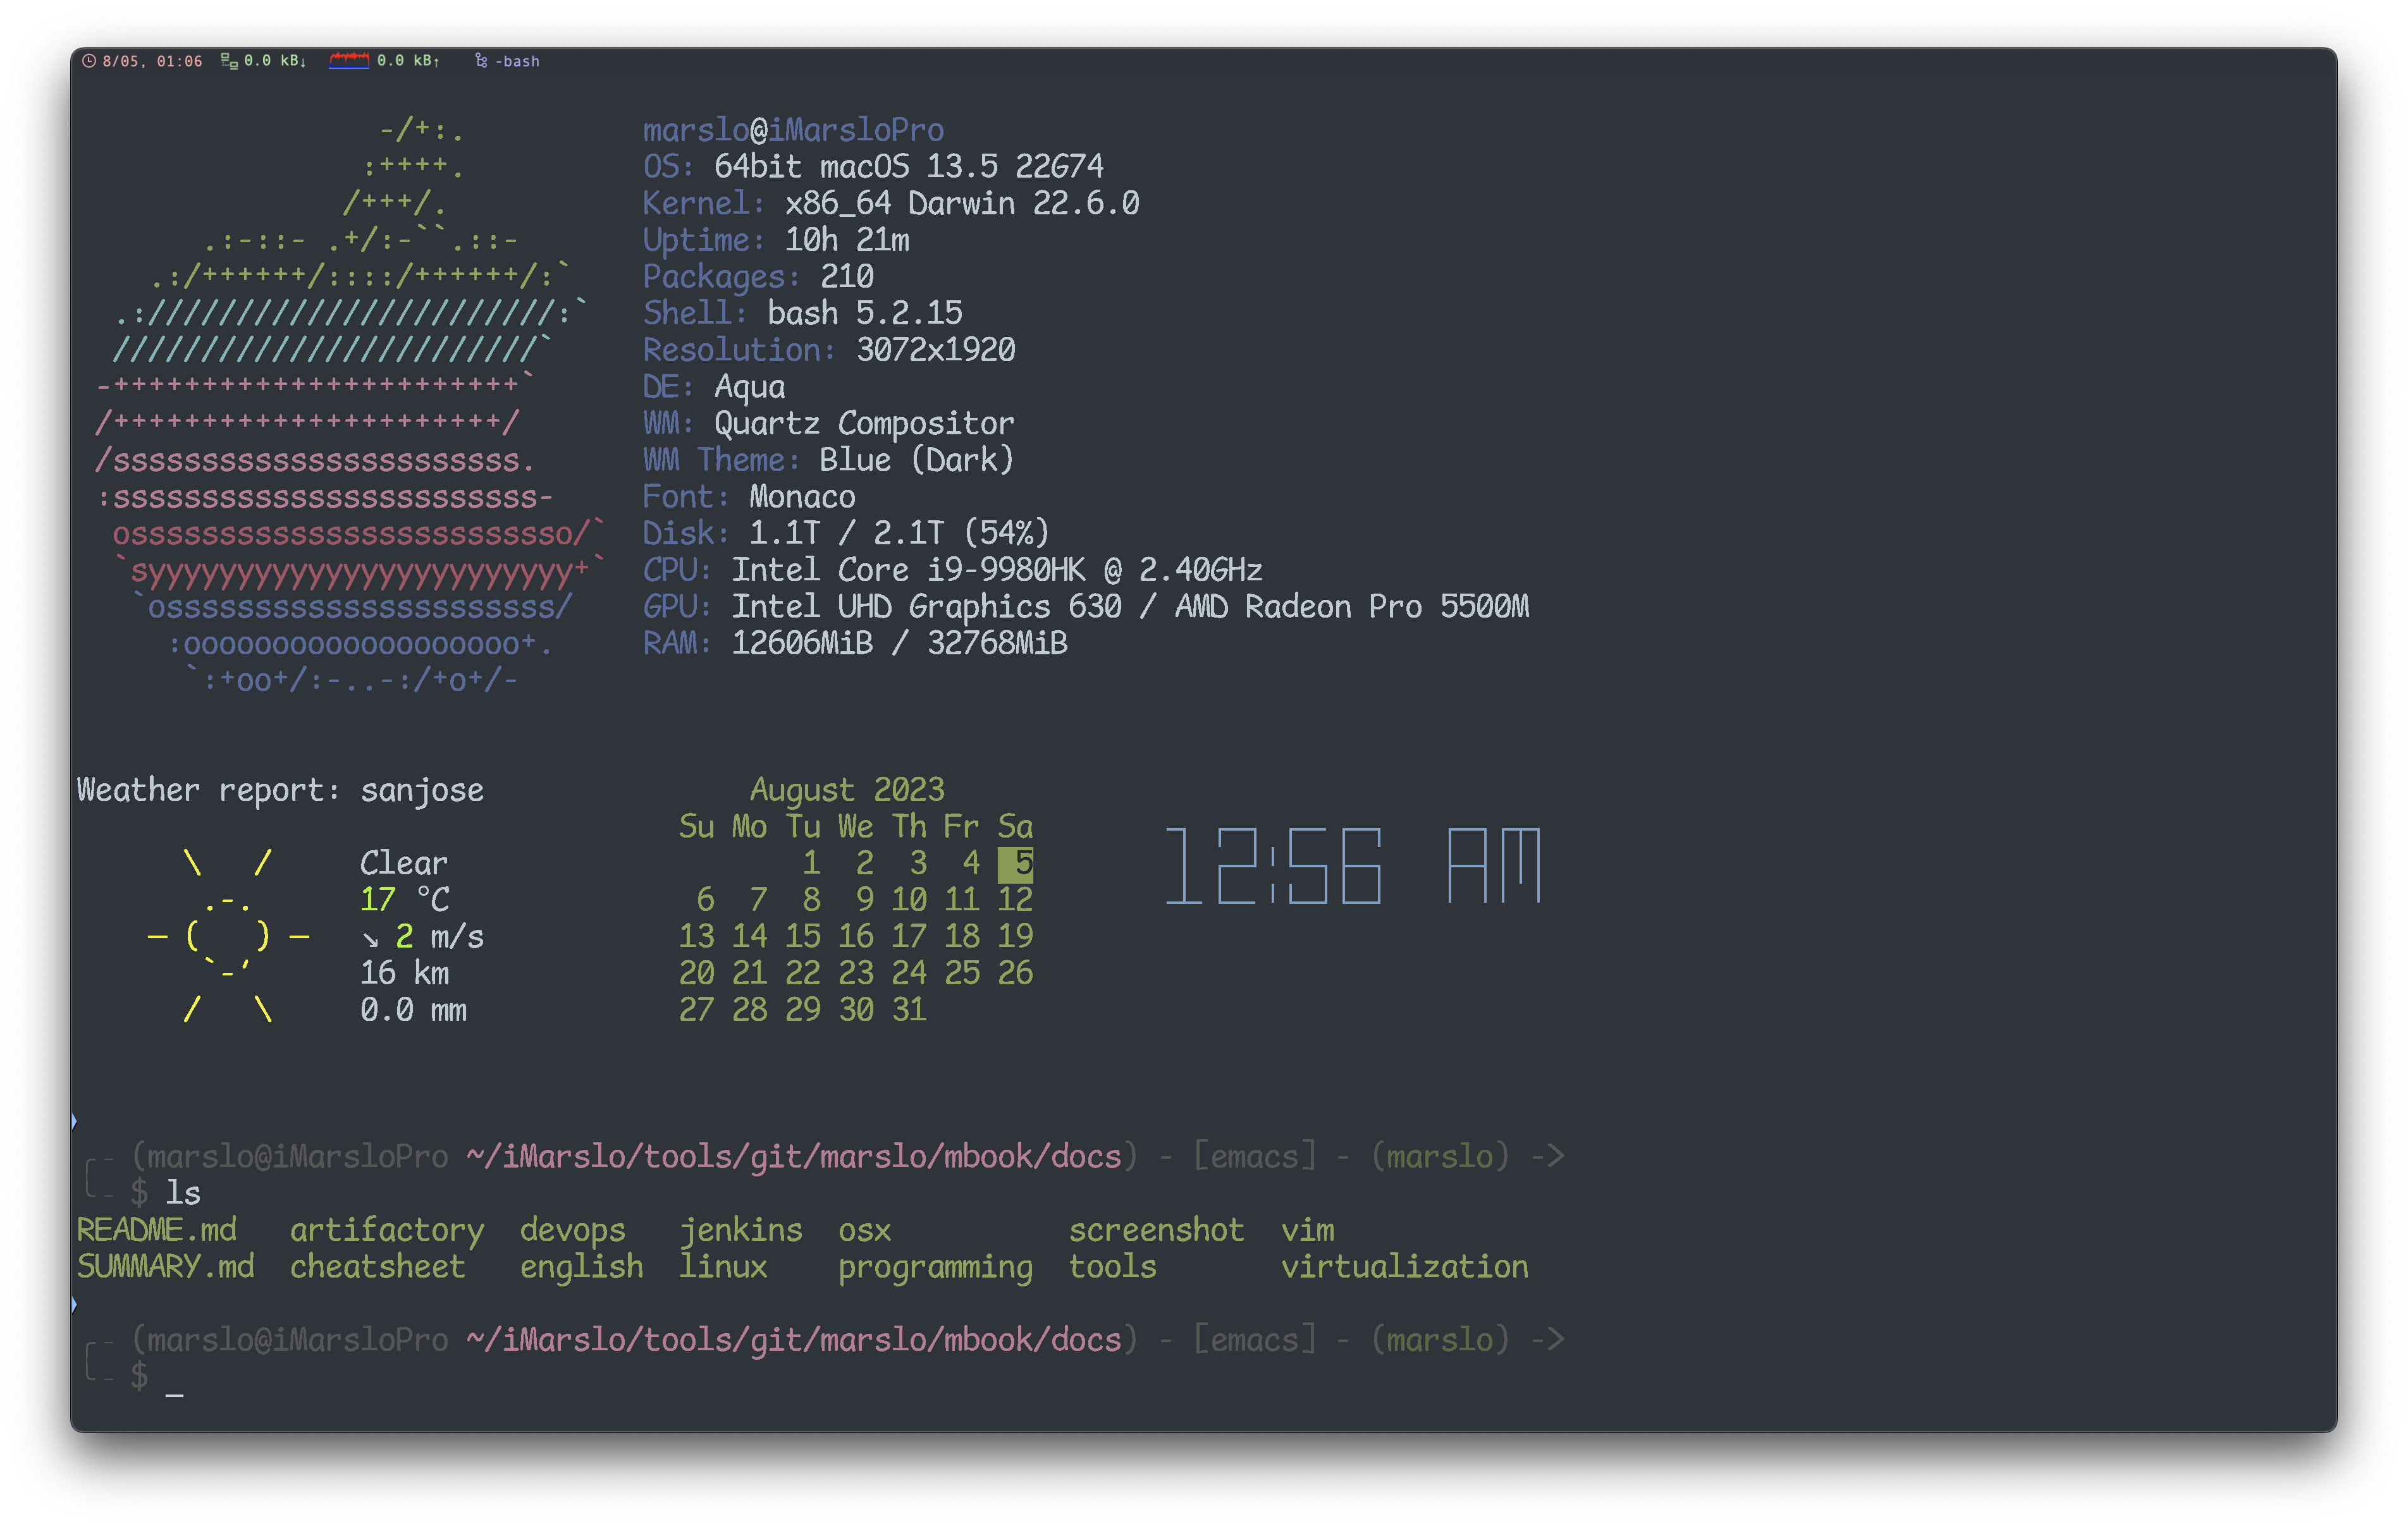 8/05, 01:06 0.0 kB↓ 0.0 kB↑ -bash
-/+:. marslo@iMarsloPro
:++++. OS: 64bit macOS 13.5 22G74
/+++/. Kernel: x86_64 Darwin 22.6.0
.:-::- .+/:-``.::- Uptime: 10h 21m
.:/++++++/::::/++++++/:` Packages: 210
.:///////////////////////:` Shell: bash 5.2.15
////////////////////////` Resolution: 3072x1920
-+++++++++++++++++++++++` DE: Aqua
/++++++++++++++++++++++/ WM: Quartz Compositor
/sssssssssssssssssssssss. WM Theme: Blue (Dark)
:ssssssssssssssssssssssss- Font: Monaco
osssssssssssssssssssssssso/` Disk: 1.1T / 2.1T (54%)
`syyyyyyyyyyyyyyyyyyyyyyyy+` CPU: Intel Core i9-9980HK @ 2.40GHz
`ossssssssssssssssssssss/ GPU: Intel UHD Graphics 630 / AMD Radeon Pro 5500M
:ooooooooooooooooooo+. RAM: 12606MiB / 32768MiB
`:+oo+/:-..-:/+o+/-
Weather report: sanjose August 2023
Su Mo Tu We Th Fr Sa
\ / Clear 1 2 3 4 5 12:56 AM
.-. 17 °C 6 7 8 9 10 11 12
― ( ) ― ↘ 2 m/s 13 14 15 16 17 18 19
`-' 16 km 20 21 22 23 24 25 26
/ \ 0.0 mm 27 28 29 30 31
╭╴ (marslo@iMarsloPro ~/iMarslo/tools/git/marslo/mbook/docs) - [emacs] - (marslo) ->
╰╴ $ ls
README.md artifactory devops jenkins osx screenshot vim
SUMMARY.md cheatsheet english linux programming tools virtualization
╭╴ (marslo@iMarsloPro ~/iMarslo/tools/git/marslo/mbook/docs) - [emacs] - (marslo) ->
╰╴ $ _